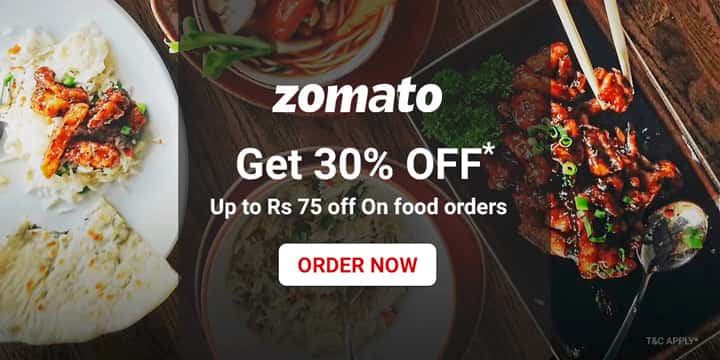 zomato
Get 30% OFF*
Up to Rs 75 off On food orders
ORDER NOW
T&C APPLY*